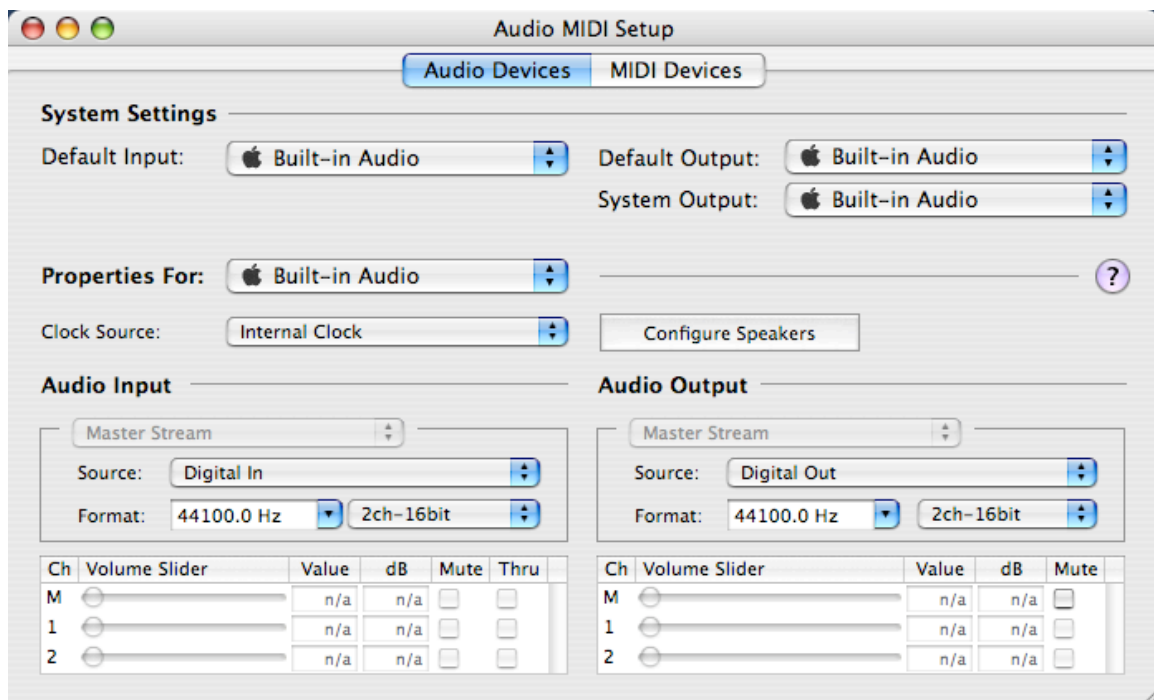 Audio MIDI Setup
Audio Devices MIDI Devices
System Settings
Default Input: Built-in Audio Default Output: Built-in Audio
System Output: Built-in Audio
Properties For: Built-in Audio ?
Clock Source: Internal Clock Configure Speakers
Audio Input Audio Output
Master Stream Master Stream
Source: Digital In Source: Digital Out
Format: 44100.0 Hz 2ch-16bit Format: 44100.0 Hz 2ch-16bit
Ch Volume Slider Value dB Mute Thru Ch Volume Slider Value dB Mute
M n/a n/a M n/a n/a
1 n/a n/a 1 n/a n/a
2 n/a n/a 2 n/a n/a